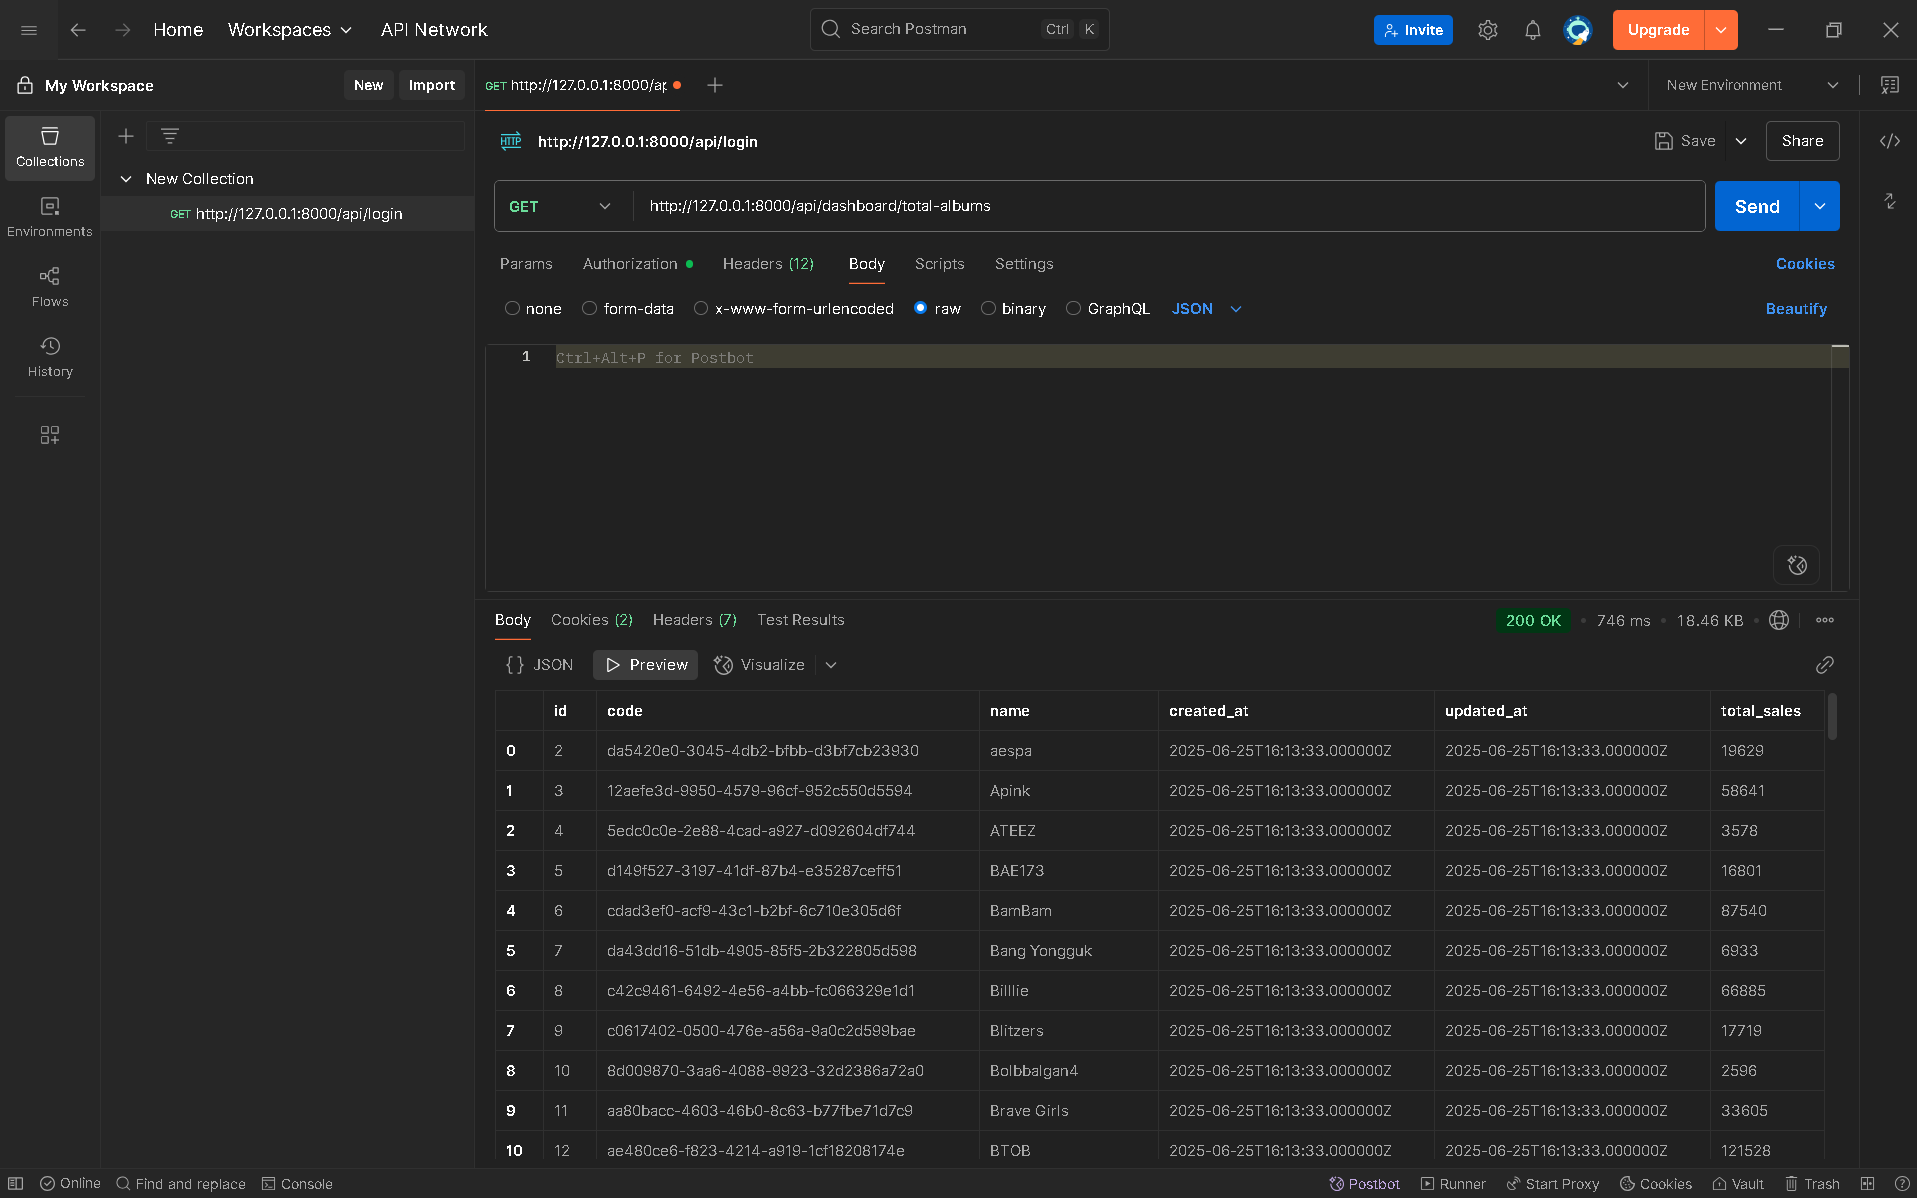 Home Workspaces API Network Search Postman Ctrl K Invite Upgrade
My Workspace New Import GET http://127.0.0.1:8000/ap New Environment
Collections
Environments
Flows
History
New Collection
GET http://127.0.0.1:8000/api/login
HTTP http://127.0.0.1:8000/api/login Save Share
GET http://127.0.0.1:8000/api/dashboard/total-albums Send
Params Authorization Headers (12) Body Scripts Settings Cookies
none form-data x-www-form-urlencoded raw binary GraphQL JSON Beautify
1 Ctrl+Alt+P for Postbot
Body Cookies (2) Headers (7) Test Results 200 OK 746 ms 18.46 KB
{} JSON Preview Visualize
id code name created_at updated_at total_sales
0 2 da5420e0-3045-4db2-bfbb-d3bf7cb23930 aespa 2025-06-25T16:13:33.000000Z 2025-06-25T16:13:33.000000Z 19629
1 3 12aefe3d-9950-4579-96cf-952c550d5594 Apink 2025-06-25T16:13:33.000000Z 2025-06-25T16:13:33.000000Z 58641
2 4 5edc0c0e-2e88-4cad-a927-d092604df744 ATEEZ 2025-06-25T16:13:33.000000Z 2025-06-25T16:13:33.000000Z 3578
3 5 d149f527-3197-41df-87b4-e35287ceff51 BAE173 2025-06-25T16:13:33.000000Z 2025-06-25T16:13:33.000000Z 16801
4 6 cdad3ef0-acf9-43c1-b2bf-6c710e305d6f BamBam 2025-06-25T16:13:33.000000Z 2025-06-25T16:13:33.000000Z 87540
5 7 da43dd16-51db-4905-85f5-2b322805d598 Bang Yongguk 2025-06-25T16:13:33.000000Z 2025-06-25T16:13:33.000000Z 6933
6 8 c42c9461-6492-4e56-a4bb-fc066329e1d1 Billlie 2025-06-25T16:13:33.000000Z 2025-06-25T16:13:33.000000Z 66885
7 9 c0617402-0500-476e-a56a-9a0c2d599bae Blitzers 2025-06-25T16:13:33.000000Z 2025-06-25T16:13:33.000000Z 17719
8 10 8d009870-3aa6-4088-9923-32d2386a72a0 Bolbbalgan4 2025-06-25T16:13:33.000000Z 2025-06-25T16:13:33.000000Z 2596
9 11 aa80bacc-4603-46b0-8c63-b77fbe71d7c9 Brave Girls 2025-06-25T16:13:33.000000Z 2025-06-25T16:13:33.000000Z 33605
10 12 ae480ce6-f823-4214-a919-1cf18208174e BTOB 2025-06-25T16:13:33.000000Z 2025-06-25T16:13:33.000000Z 121528
Online Find and replace Console Postbot Runner Start Proxy Cookies Vault Trash